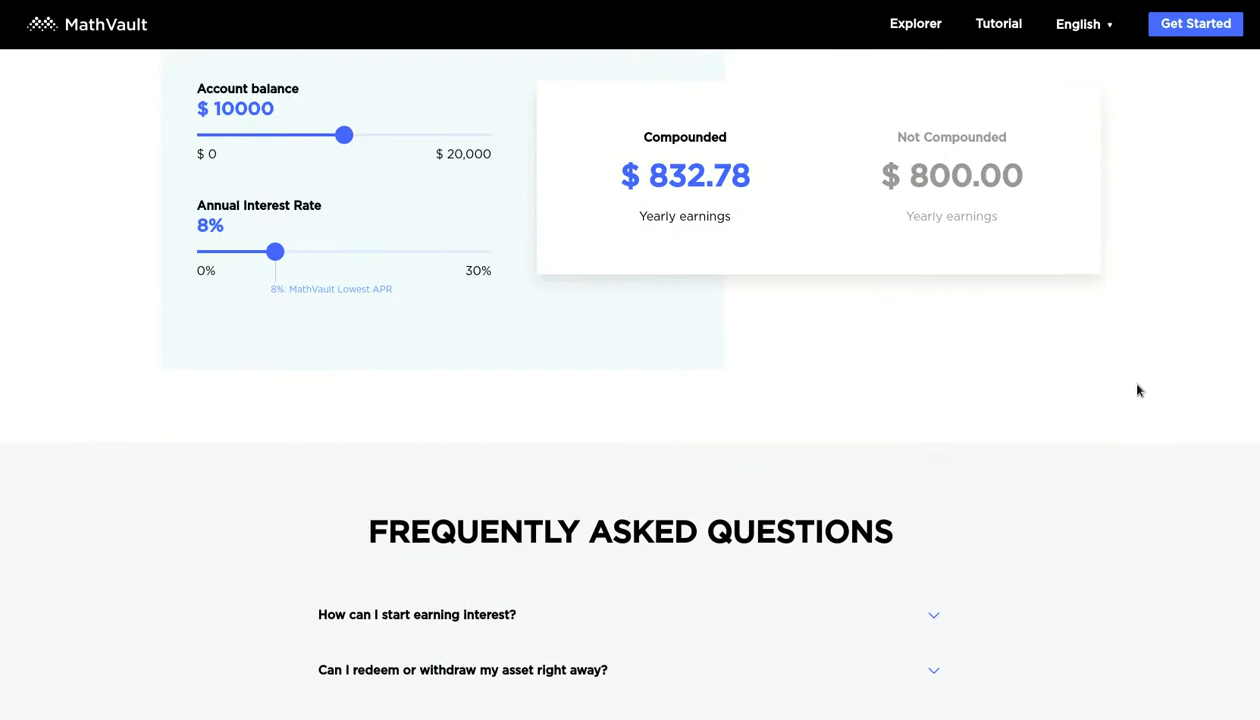 MathVault
Explorer
Tutorial
English ▾
Get Started
Account balance
$ 10000
$ 0
$ 20,000
Annual Interest Rate
8%
0%
30%
8%: MathVault Lowest APR
Compounded
$ 832.78
Yearly earnings
Not Compounded
$ 800.00
Yearly earnings
FREQUENTLY ASKED QUESTIONS
How can I start earning interest?
Can I redeem or withdraw my asset right away?